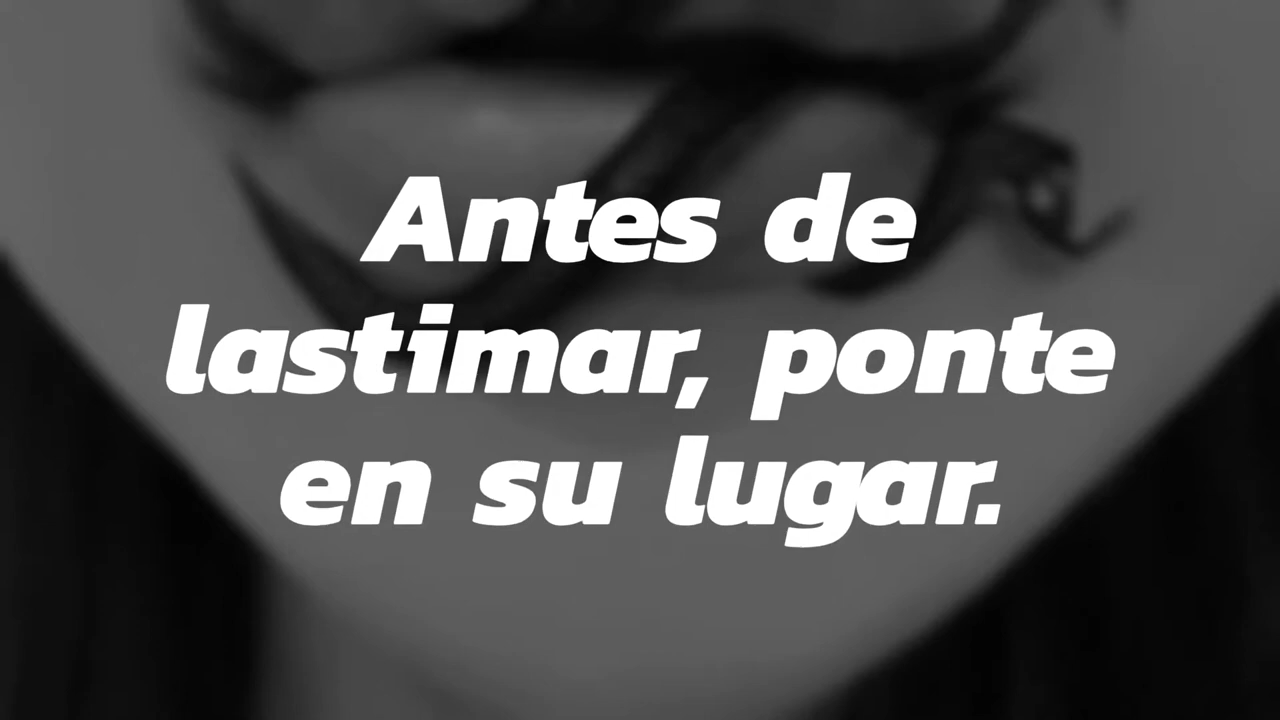 Antes de
lastimar, ponte
en su lugar.